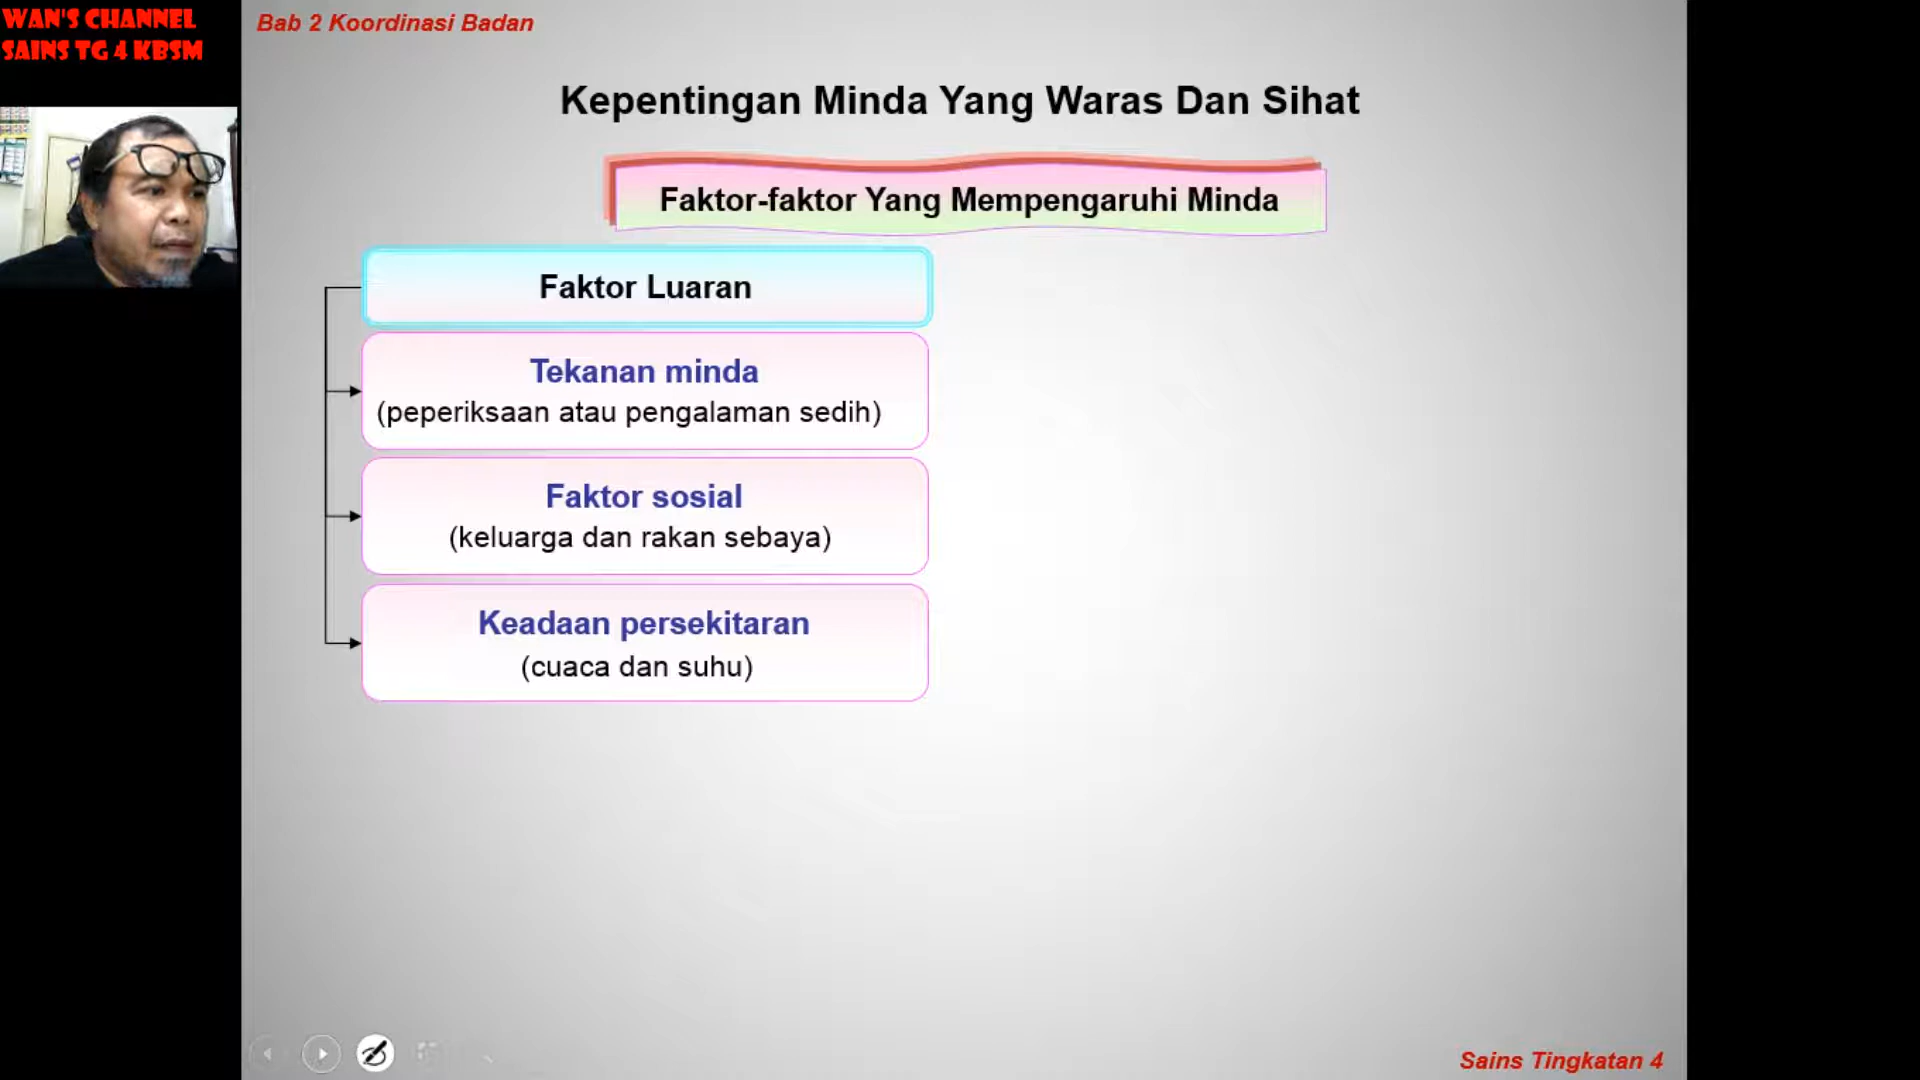 WAN'S CHANNEL
SAINS TG 4 KBSM
Bab 2 Koordinasi Badan
Kepentingan Minda Yang Waras Dan Sihat
Faktor-faktor Yang Mempengaruhi Minda
Faktor Luaran
Tekanan minda
(peperiksaan atau pengalaman sedih)
Faktor sosial
(keluarga dan rakan sebaya)
Keadaan persekitaran
(cuaca dan suhu)
Sains Tingkatan 4